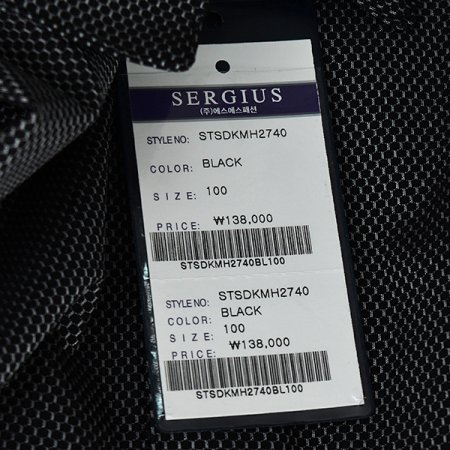 SERGIUS
(주)에스에스패션
STYLE NO: STSDKMH2740
COLOR: BLACK
SIZE: 100
PRICE: ₩138,000
STSDKMH2740BL100
STYLE NO: STSDKMH2740
COLOR: BLACK
SIZE: 100
PRICE: ₩138,000
STSDKMH2740BL100